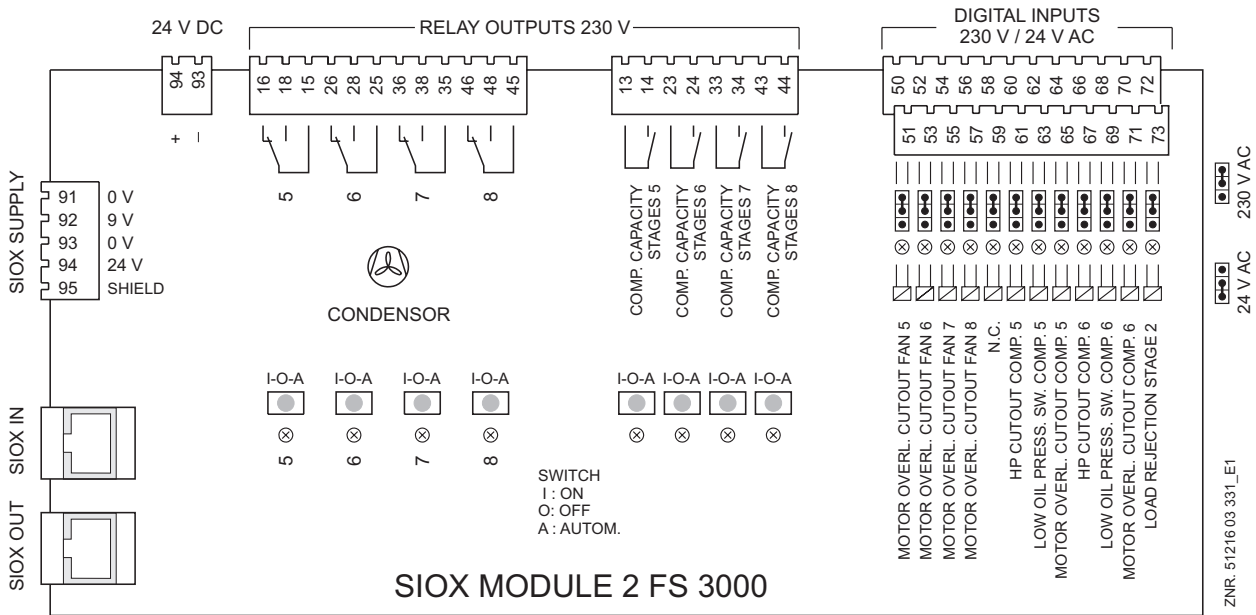 24 V DC
RELAY OUTPUTS 230 V
DIGITAL INPUTS
230 V / 24 V AC
94 93
16 18 15 26 28 25 36 38 35 46 48 45
13 14 23 24 33 34 43 44
50 52 54 56 58 60 62 64 66 68 70 72
51 53 55 57 59 61 63 65 67 69 71 73
+ –
SIOX SUPPLY
91 0 V
92 9 V
93 0 V
94 24 V
95 SHIELD
5 6 7 8
COMP. CAPACITY
STAGES 5
COMP. CAPACITY
STAGES 6
COMP. CAPACITY
STAGES 7
COMP. CAPACITY
STAGES 8
230 V AC
24 V AC
CONDENSOR
I-O-A I-O-A I-O-A I-O-A
I-O-A I-O-A I-O-A I-O-A
5 6 7 8
MOTOR OVERL. CUTOUT FAN 5
MOTOR OVERL. CUTOUT FAN 6
MOTOR OVERL. CUTOUT FAN 7
MOTOR OVERL. CUTOUT FAN 8
N.C.
HP CUTOUT COMP. 5
LOW OIL PRESS. SW. COMP. 5
MOTOR OVERL. CUTOUT COMP. 5
HP CUTOUT COMP. 6
LOW OIL PRESS. SW. COMP. 6
MOTOR OVERL. CUTOUT COMP. 6
LOAD REJECTION STAGE 2
SIOX IN
SIOX OUT
SWITCH
I : ON
O: OFF
A : AUTOM.
SIOX MODULE 2 FS 3000
ZNR. 51216 03 331_E1